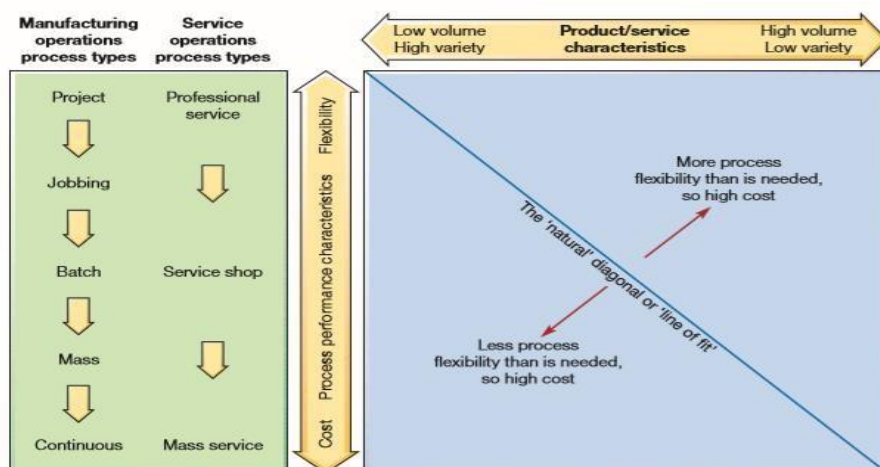 Manufacturing
operations
process types
Service
operations
process types
Low volume
High variety
Product/service
characteristics
High volume
Low variety
Project
Jobbing
Batch
Mass
Continuous
Professional
service
Service shop
Mass service
Flexibility
Process performance characteristics
Cost
More process
flexibility than is needed,
so high cost
The 'natural' diagonal or 'line of fit'
Less process
flexibility than is needed,
so high cost